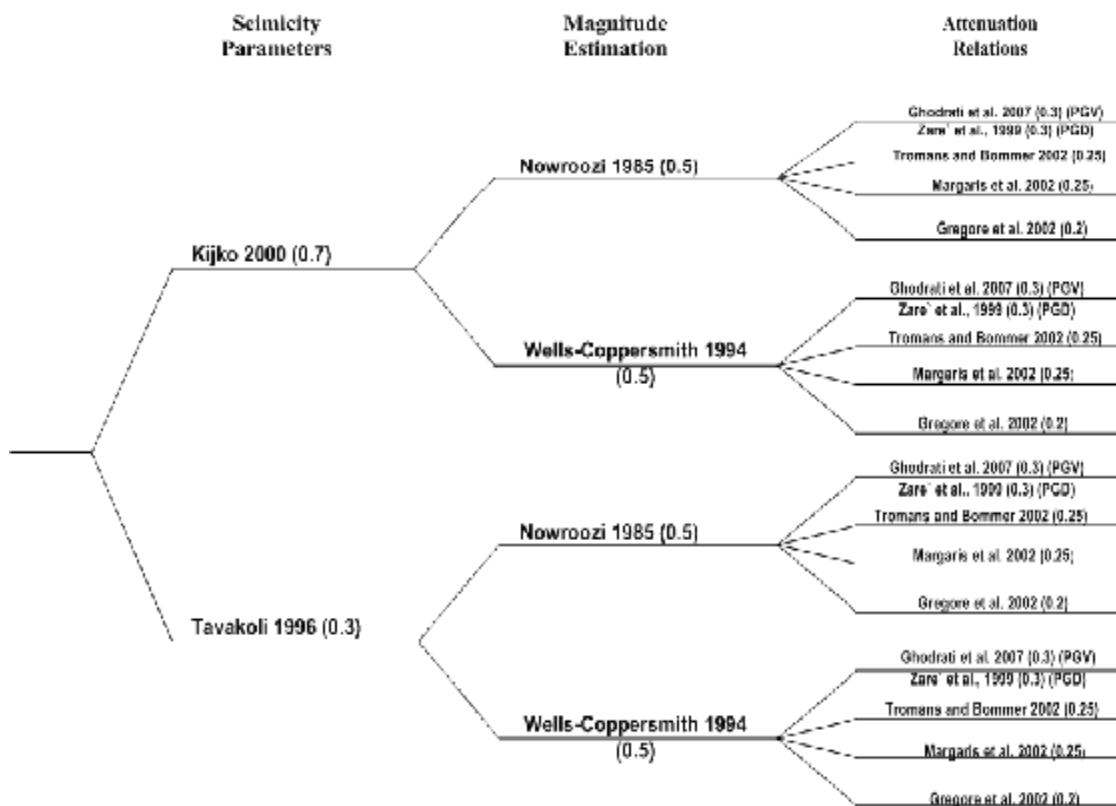 Seimicity
Parameters
Magnitude
Estimation
Attenuation
Relations
Kijko 2000 (0.7)
Nowroozi 1985 (0.5)
Ghodrati et al. 2007 (0.3) (PGV)
Zare` et al., 1999 (0.3) (PGD)
Tromans and Bommer 2002 (0.25)
Margaris et al. 2002 (0.25)
Gregore et al. 2002 (0.2)
Wells-Coppersmith 1994
(0.5)
Ghodrati et al. 2007 (0.3) (PGV)
Zare` et al., 1999 (0.3) (PGD)
Tromans and Bommer 2002 (0.25)
Margaris et al. 2002 (0.25)
Gregore et al. 2002 (0.2)
Tavakoli 1996 (0.3)
Nowroozi 1985 (0.5)
Ghodrati et al. 2007 (0.3) (PGV)
Zare` et al., 1999 (0.3) (PGD)
Tromans and Bommer 2002 (0.25)
Margaris et al. 2002 (0.25)
Gregore et al. 2002 (0.2)
Wells-Coppersmith 1994
(0.5)
Ghodrati et al. 2007 (0.3) (PGV)
Zare` et al., 1999 (0.3) (PGD)
Tromans and Bommer 2002 (0.25)
Margaris et al. 2002 (0.25)
Gregore et al. 2002 (0.2)